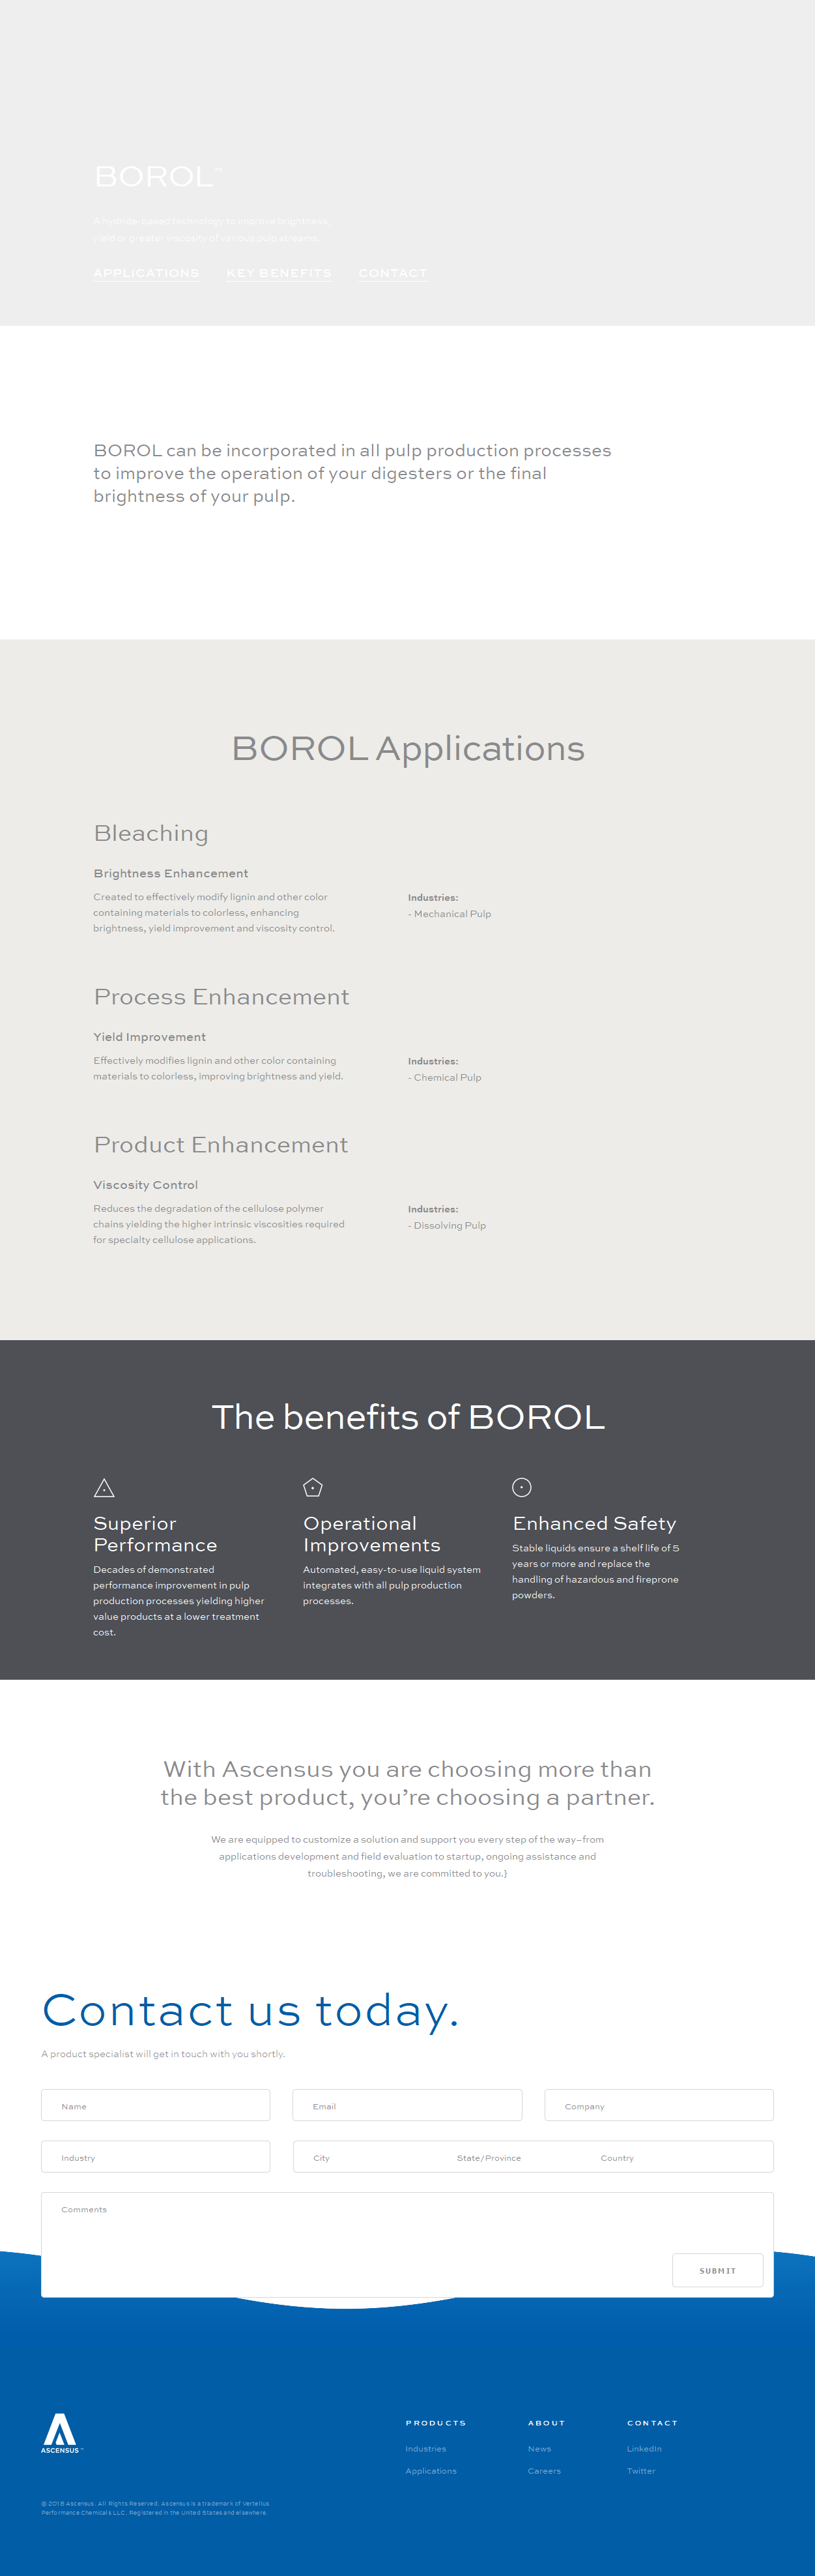 BOROL™
A hydride-based technology to improve brightness,
yield or greater viscosity of various pulp streams.
APPLICATIONS KEY BENEFITS CONTACT
BOROL can be incorporated in all pulp production processes
to improve the operation of your digesters or the final
brightness of your pulp.
BOROL Applications
Bleaching
Brightness Enhancement
Created to effectively modify lignin and other color
containing materials to colorless, enhancing
brightness, yield improvement and viscosity control.
Industries:
- Mechanical Pulp
Process Enhancement
Yield Improvement
Effectively modifies lignin and other color containing
materials to colorless, improving brightness and yield.
Industries:
- Chemical Pulp
Product Enhancement
Viscosity Control
Reduces the degradation of the cellulose polymer
chains yielding the higher intrinsic viscosities required
for specialty cellulose applications.
Industries:
- Dissolving Pulp
The benefits of BOROL
Superior
Performance
Decades of demonstrated
performance improvement in pulp
production processes yielding higher
value products at a lower treatment
cost.
Operational
Improvements
Automated, easy-to-use liquid system
integrates with all pulp production
processes.
Enhanced Safety
Stable liquids ensure a shelf life of 5
years or more and replace the
handling of hazardous and fireprone
powders.
With Ascensus you are choosing more than
the best product, you're choosing a partner.
We are equipped to customize a solution and support you every step of the way–from
applications development and field evaluation to startup, ongoing assistance and
troubleshooting, we are committed to you.}
Contact us today.
A product specialist will get in touch with you shortly.
Name Email Company
Industry City State/Province Country
Comments
SUBMIT
ASCENSUS™
PRODUCTS
Industries
Applications
ABOUT
News
Careers
CONTACT
LinkedIn
Twitter
© 2018 Ascensus. All Rights Reserved. Ascensus is a trademark of Vertellus
Performance Chemicals LLC. Registered in the United States and elsewhere.